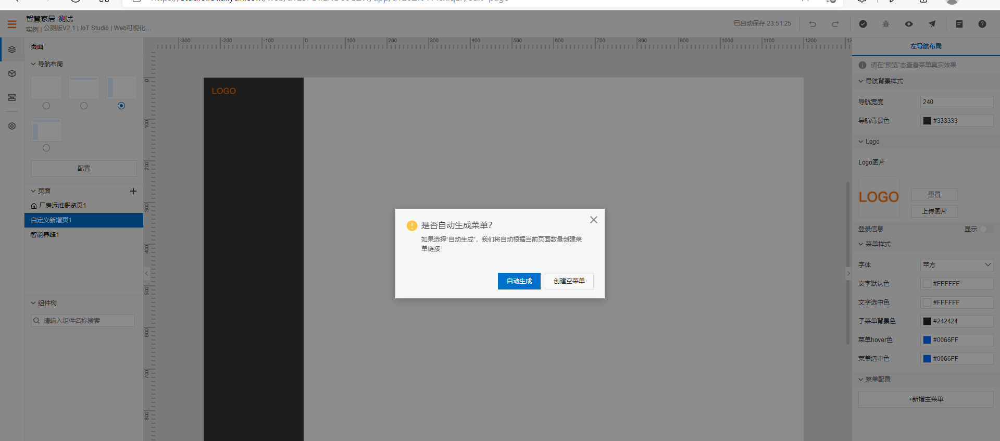 智慧家居-测试
实例 | 公测版V2.1 | IoT Studio | Web可视化...
已自动保存 23:51:25
页面
导航布局
配置
页面
厂房运维概览页1
自定义新增页1
智能养蜂1
组件树
请输入组件名称搜索
-300 -200 -100 0 100 200 300 400 500 600 700 800 900 1000 1100 1200
0
100
200
300
400
500
600
700
800
LOGO
是否自动生成菜单?
如果选择“自动生成”，我们将自动根据当前页面数量创建菜
单链接
自动生成 创建空菜单
左导航布局
请在“预览”态查看菜单真实效果
导航背景样式
导航宽度 240
导航背景色 #333333
Logo
Logo图片
LOGO
重置
上传图片
登录信息 显示
菜单样式
字体 苹方
文字默认色 #FFFFFF
文字选中色 #FFFFFF
子菜单背景色 #242424
菜单hover色 #0066FF
菜单选中色 #0066FF
菜单配置
+新增主菜单